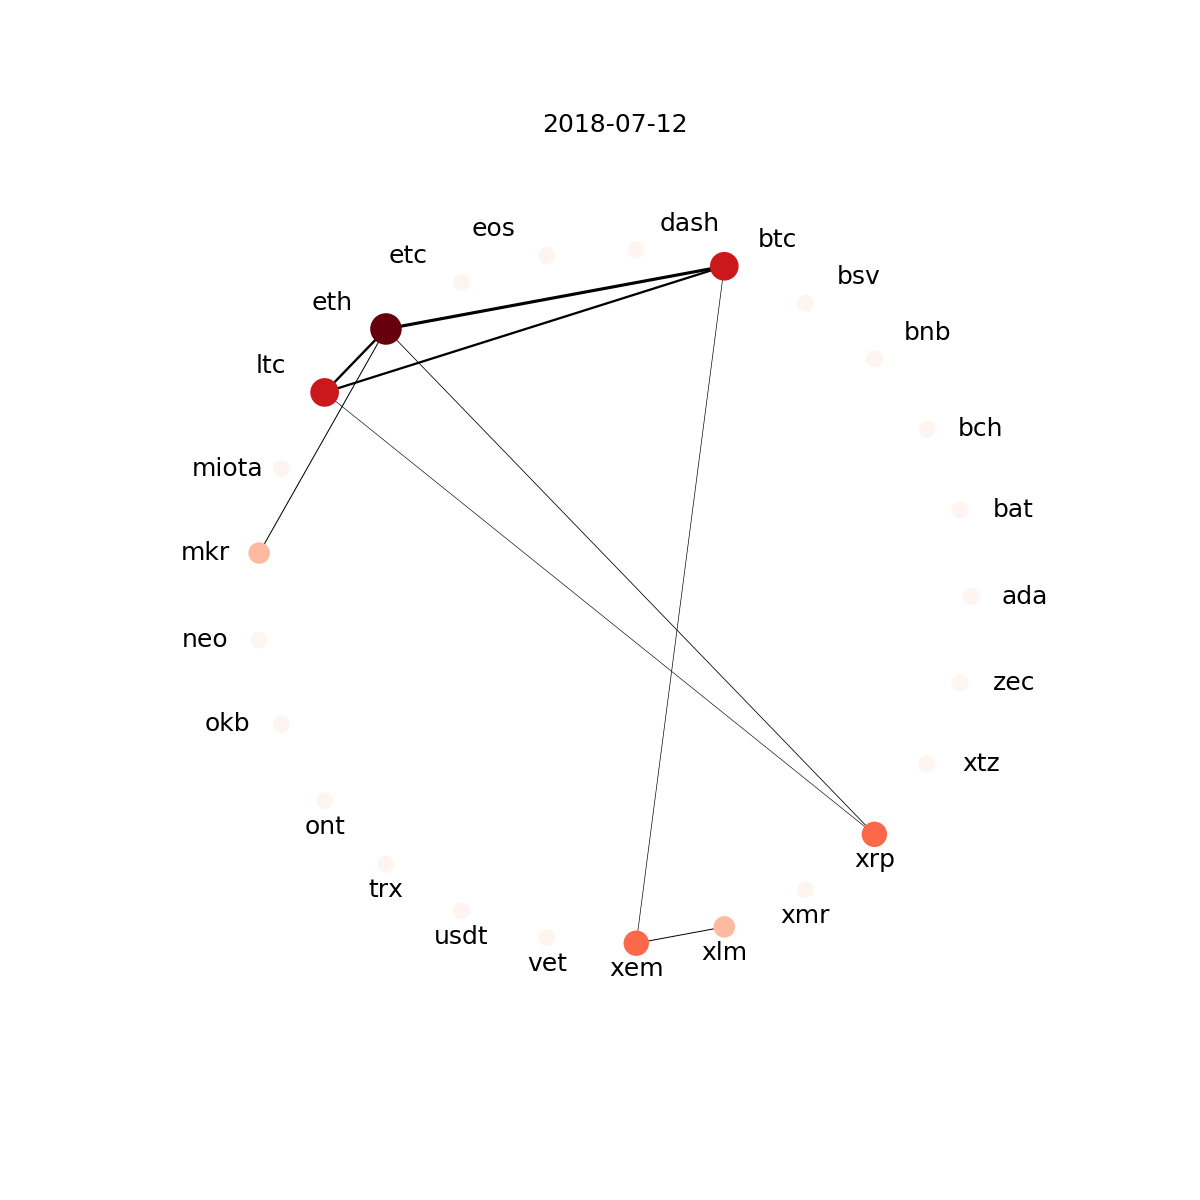 2018-07-12
dash
eos
btc
etc
bsv
eth
bnb
ltc
bch
miota
bat
mkr
ada
neo
zec
okb
xtz
ont
xrp
trx
xmr
usdt
xlm
vet
xem